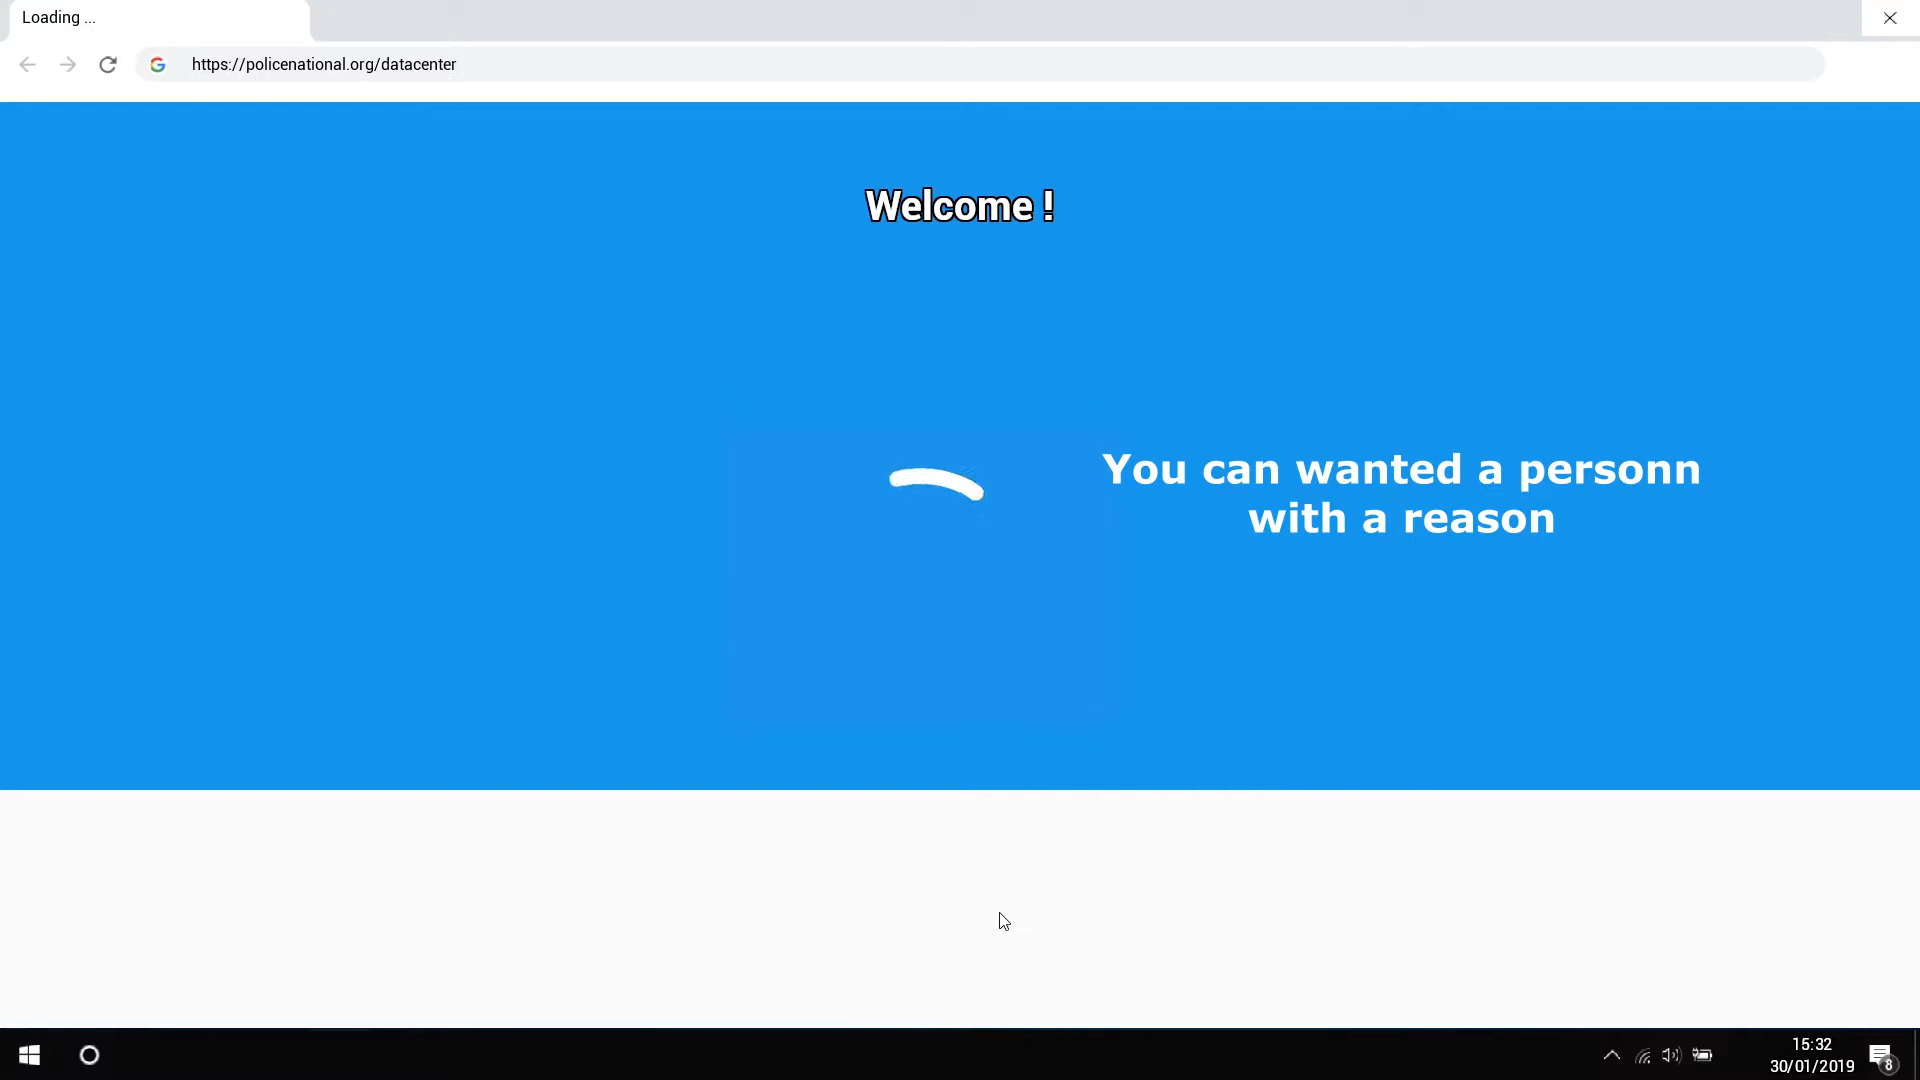 Loading ...
https://policenational.org/datacenter
Welcome !
You can wanted a personn
with a reason
15:32
30/01/2019
8